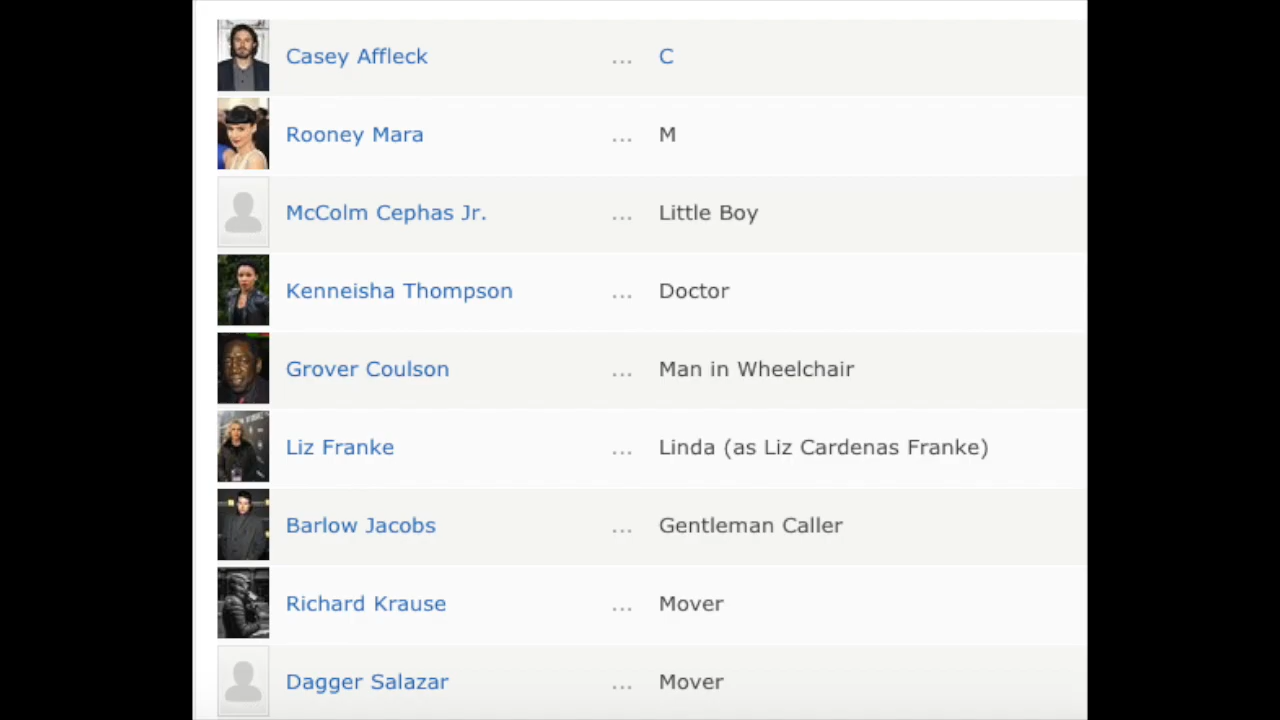 Casey Affleck ... C
Rooney Mara ... M
McColm Cephas Jr. ... Little Boy
Kenneisha Thompson ... Doctor
Grover Coulson ... Man in Wheelchair
Liz Franke ... Linda (as Liz Cardenas Franke)
Barlow Jacobs ... Gentleman Caller
Richard Krause ... Mover
Dagger Salazar ... Mover